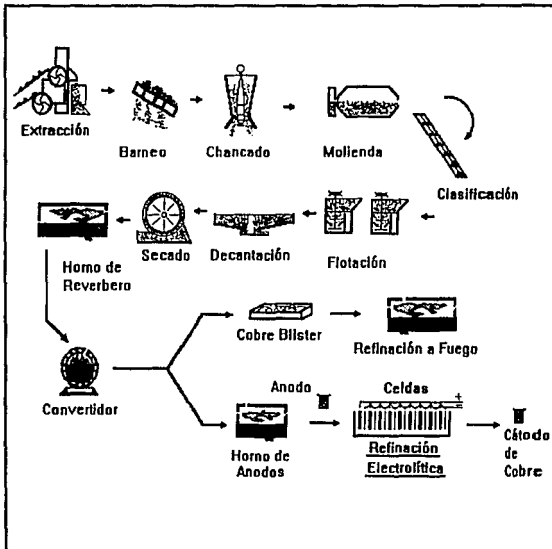 Extracción
Barneo
Chancado
Molienda
Clasificación
Horno de
Reverbero
Secado
Decantación
Flotación
Cobre Blister
Refinación a Fuego
Convertidor
Anodo
Celdas
+
−
Horno de
Anodos
Refinación
Electrolítica
Cátodo
de
Cobre